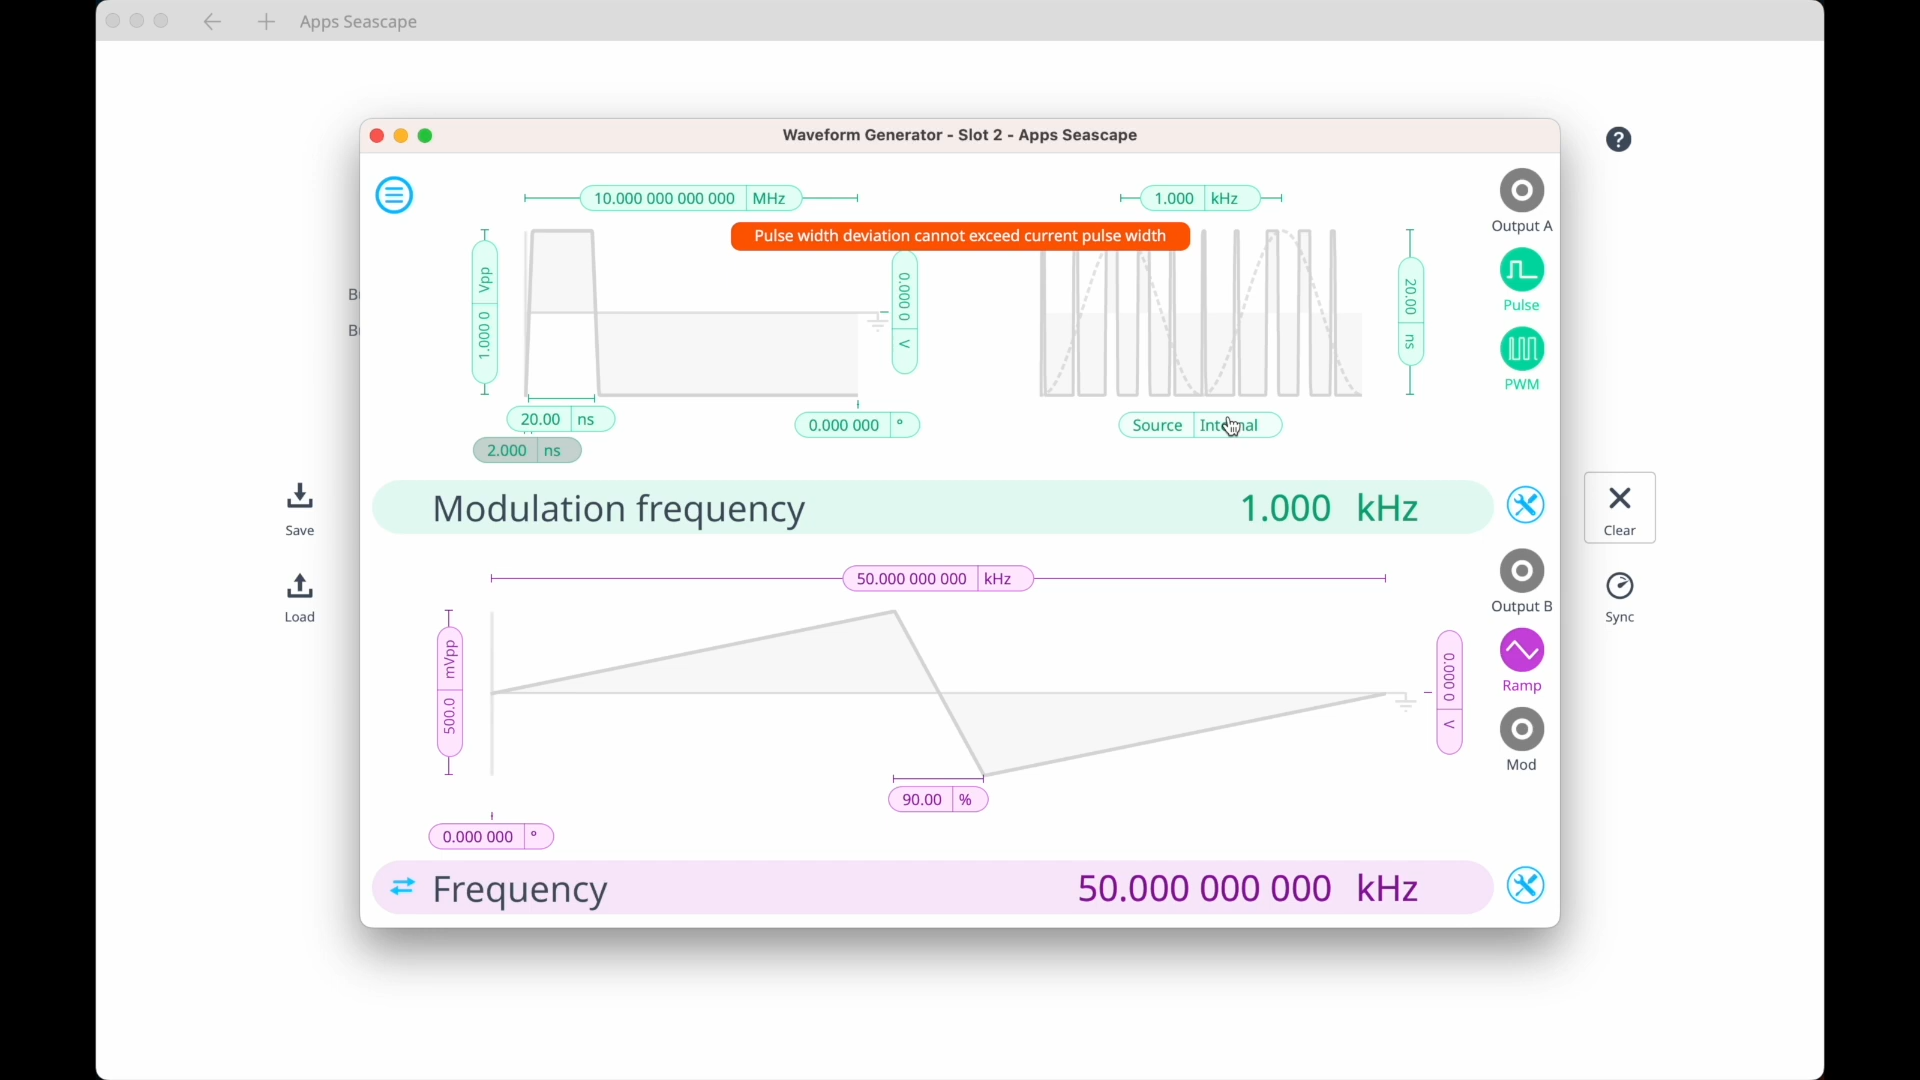 Apps Seascape
Waveform Generator - Slot 2 - Apps Seascape
10.000 000 000 000 MHz
1.000 kHz
Output A
Pulse width deviation cannot exceed current pulse width
1.000 0 Vpp
0.000 0 V
20.00 ns
Pulse
PWM
20.00 ns
0.000 000 °
Source
2.000 ns
Modulation frequency 1.000 kHz
Save
Clear
50.000 000 000 kHz
Output B
Load
Sync
500.0 mVpp
0.000 0 V
Ramp
Mod
90.00 %
0.000 000 °
Frequency 50.000 000 000 kHz